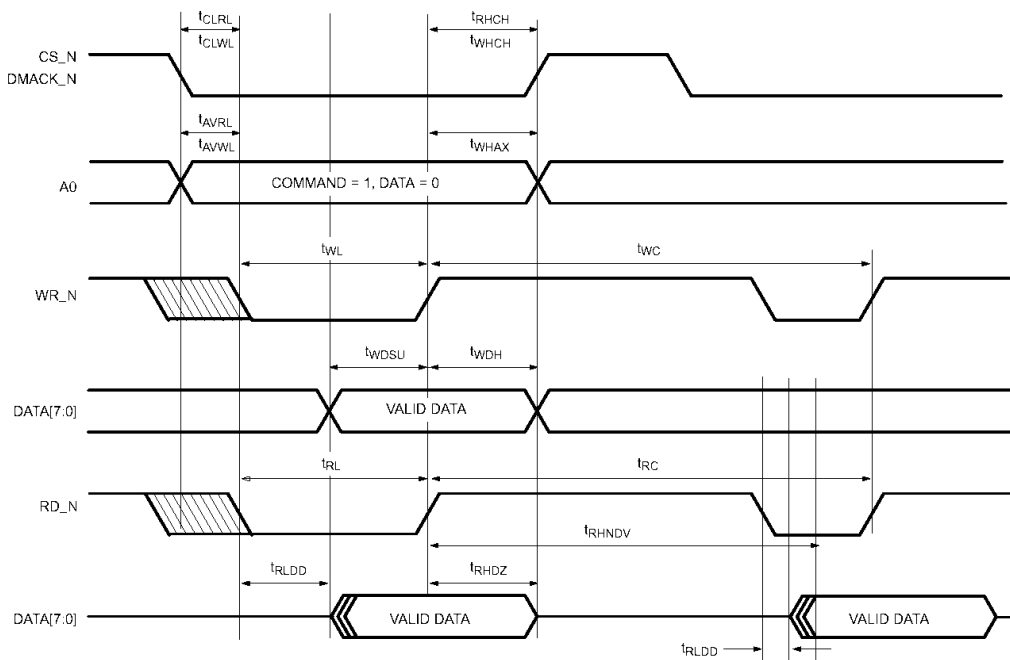 tCLRL
tRHCH
CS_N
tCLWL
tWHCH
DMACK_N
tAVRL
tAVWL
tWHAX
A0
COMMAND = 1, DATA = 0
tWL
tWC
WR_N
tWDSU
tWDH
DATA[7:0]
VALID DATA
tRL
tRC
RD_N
tRHNDV
tRLDD
tRHDZ
DATA[7:0]
VALID DATA
VALID DATA
tRLDD